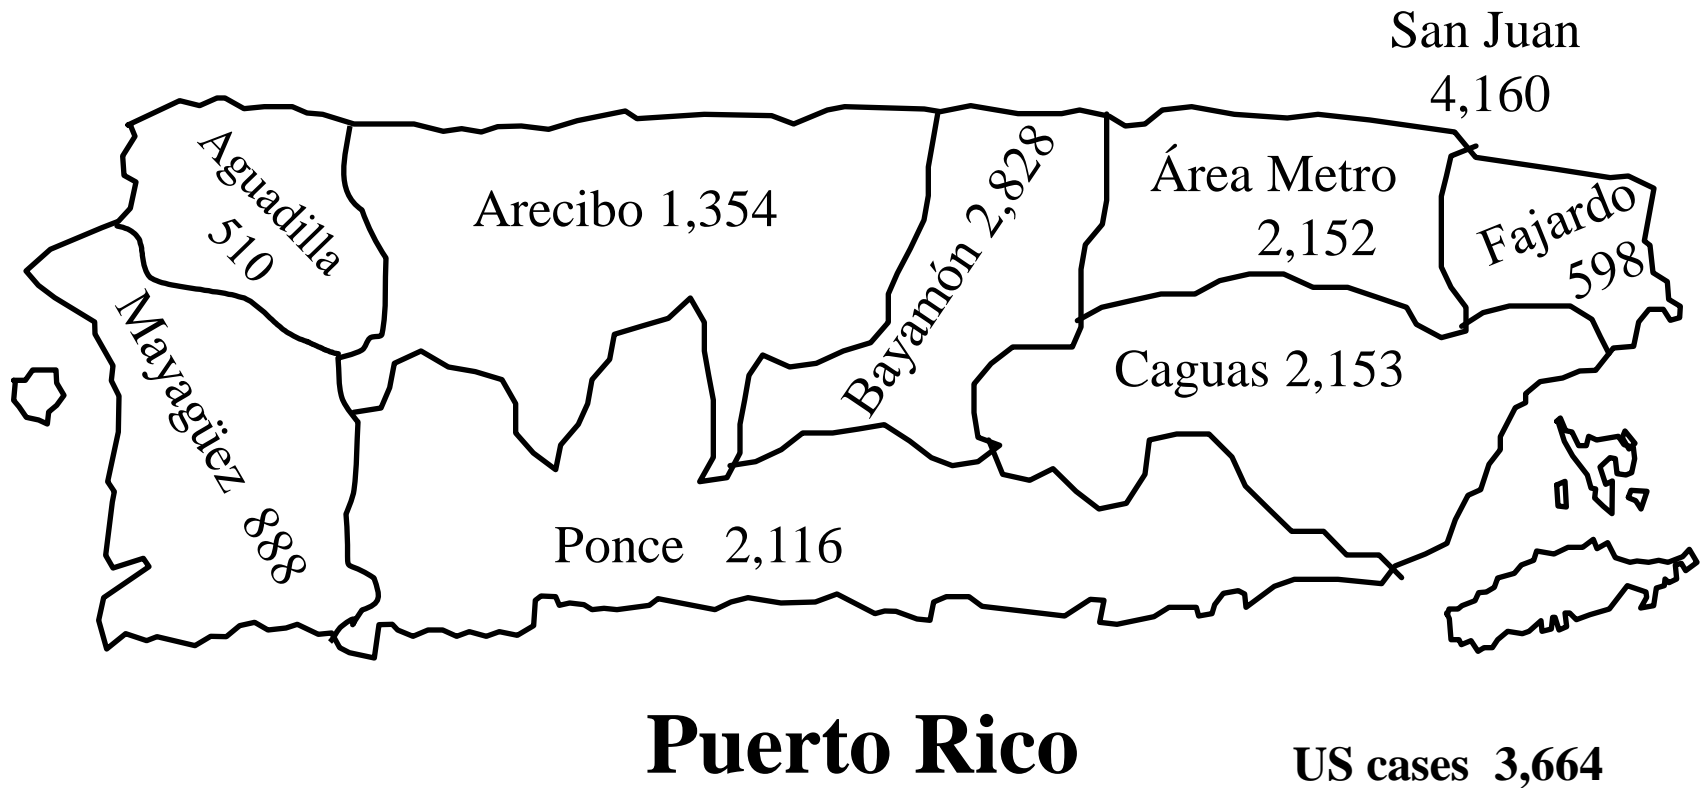 San Juan
4,160
Aguadilla
510
Arecibo 1,354
Bayamón 2,828
Área Metro
2,152
Fajardo
598
Mayagüez 888
Caguas 2,153
Ponce 2,116
Puerto Rico
US cases 3,664